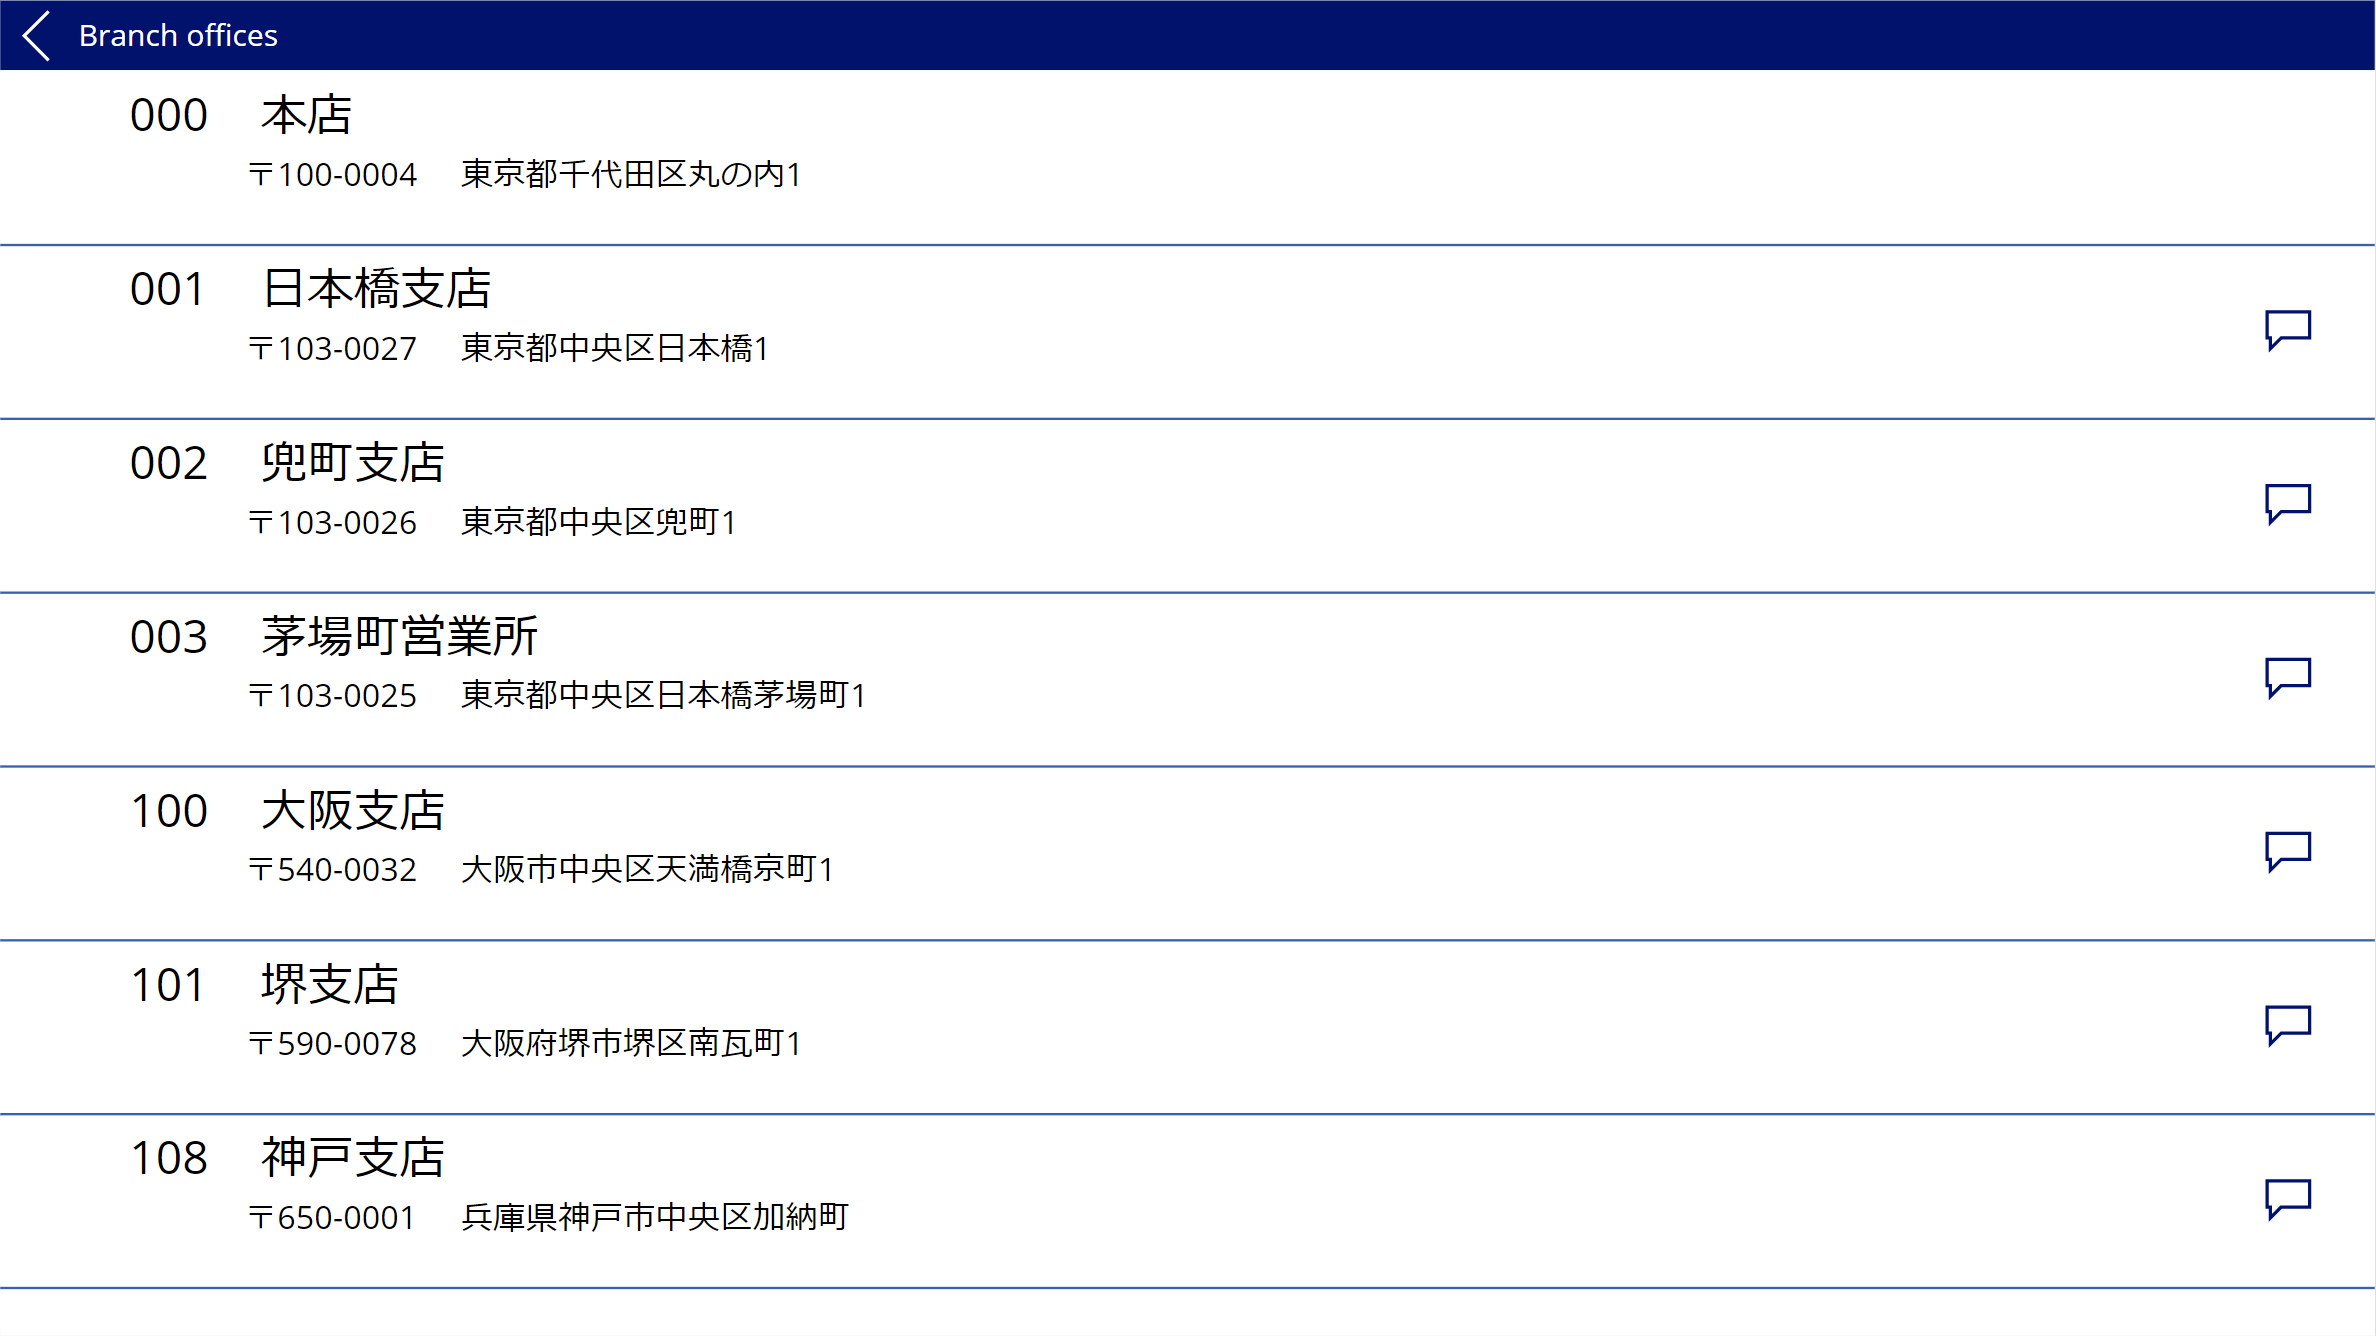 Branch offices
000 本店
〒100-0004 東京都千代田区丸の内1
001 日本橋支店
〒103-0027 東京都中央区日本橋1
002 兜町支店
〒103-0026 東京都中央区兜町1
003 茅場町営業所
〒103-0025 東京都中央区日本橋茅場町1
100 大阪支店
〒540-0032 大阪市中央区天満橋京町1
101 堺支店
〒590-0078 大阪府堺市堺区南瓦町1
108 神戸支店
〒650-0001 兵庫県神戸市中央区加納町